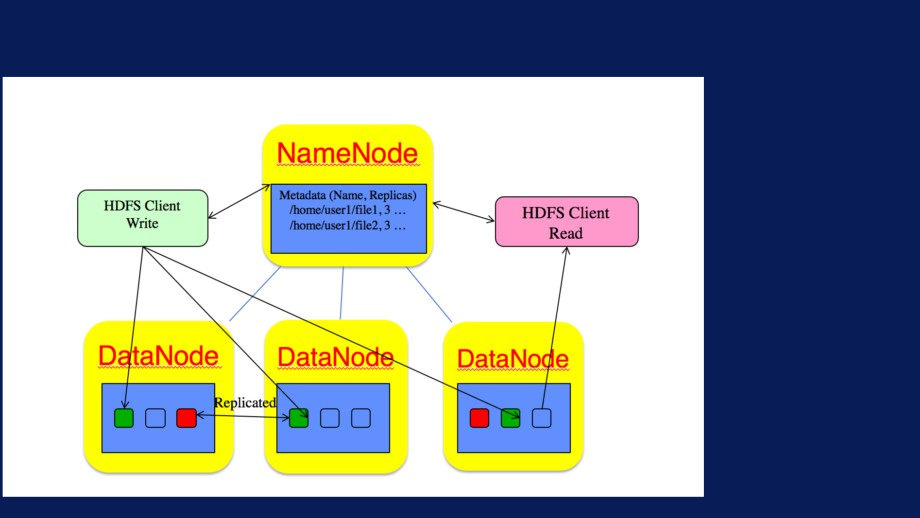 NameNode
Metadata (Name, Replicas)
/home/user1/file1, 3 ...
/home/user1/file2, 3 ...
HDFS Client
Write
HDFS Client
Read
DataNode
DataNode
DataNode
Replicated